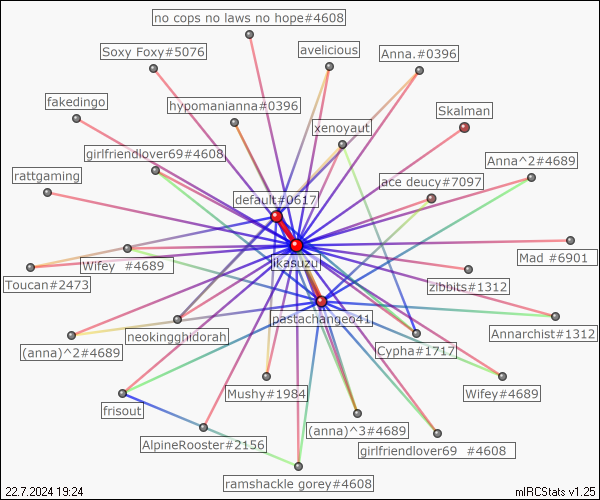 no cops no laws no hope#4608
Soxy Foxy#5076
avelicious
Anna.#0396
fakedingo
hypomanianna#0396
Skalman
xenoyaut
girlfriendlover69#4608
Anna^2#4689
rattgaming
ace deucy#7097
default#0617
Mad #6901
ikasuzu
Wifey #4689
Toucan#2473
zibbits#1312
pastachangeo41
Annarchist#1312
neokingghidorah
(anna)^2#4689
Cypha#1717
Mushy#1984
Wifey#4689
frisout
(anna)^3#4689
AlpineRooster#2156
girlfriendlover69 #4608
ramshackle gorey#4608
22.7.2024 19:24
mIRCStats v1.25